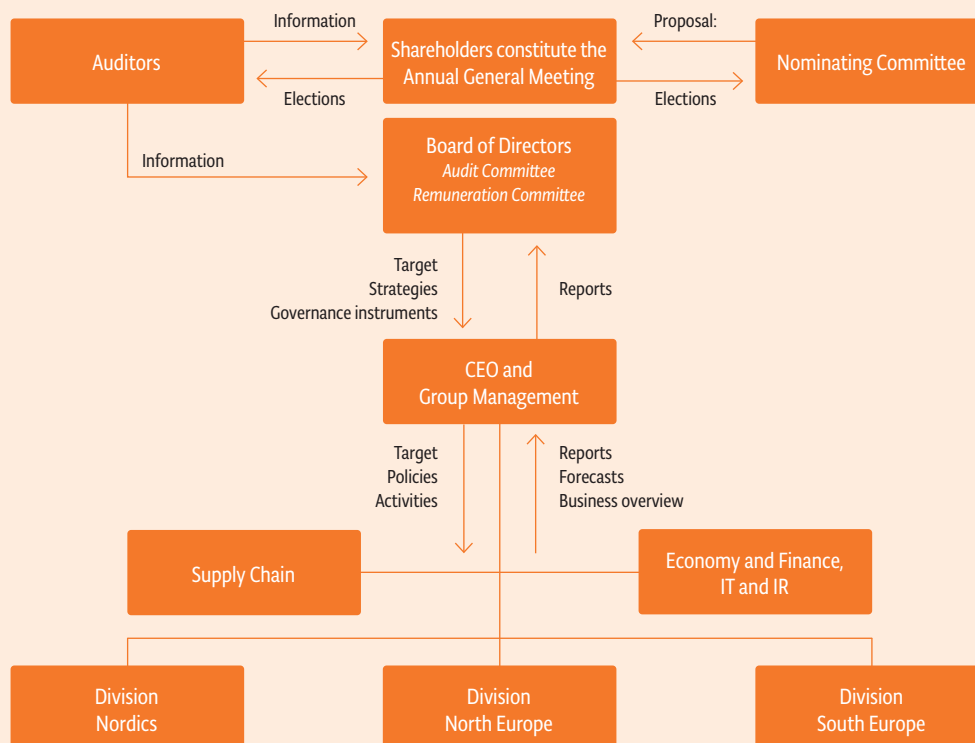 Information
Proposal:
Auditors
Shareholders constitute the
Annual General Meeting
Nominating Committee
Elections
Elections
Board of Directors
Audit Committee
Remuneration Committee
Information
Target
Strategies
Governance instruments
Reports
CEO and
Group Management
Target
Policies
Activities
Reports
Forecasts
Business overview
Supply Chain
Economy and Finance,
IT and IR
Division
Nordics
Division
North Europe
Division
South Europe